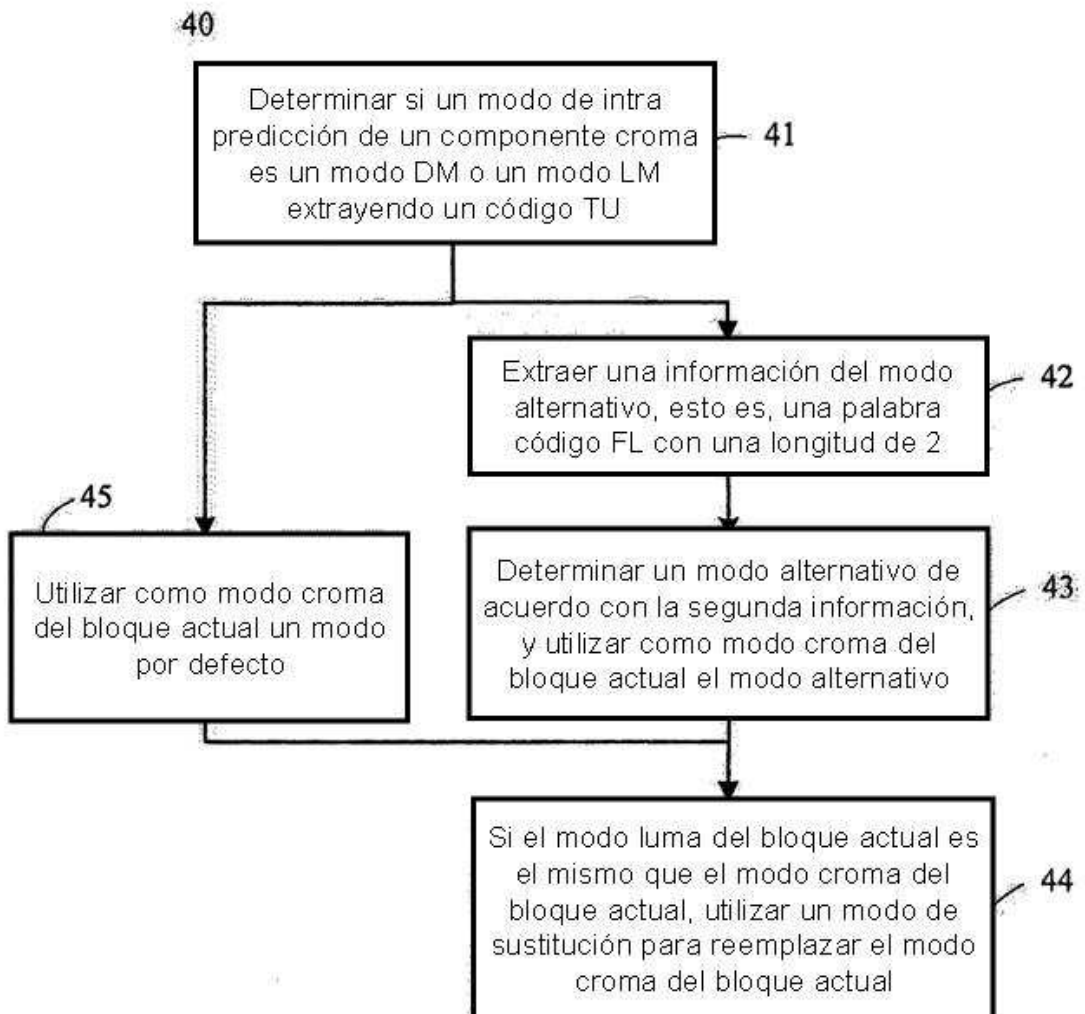 40
Determinar si un modo de intra
predicción de un componente croma
es un modo DM o un modo LM
extrayendo un código TU
41
Extraer una información del modo
alternativo, esto es, una palabra
código FL con una longitud de 2
42
45
Utilizar como modo croma
del bloque actual un modo
por defecto
Determinar un modo alternativo de
acuerdo con la segunda información,
y utilizar como modo croma del
bloque actual el modo alternativo
43
Si el modo luma del bloque actual es
el mismo que el modo croma del
bloque actual, utilizar un modo de
sustitución para reemplazar el modo
croma del bloque actual
44